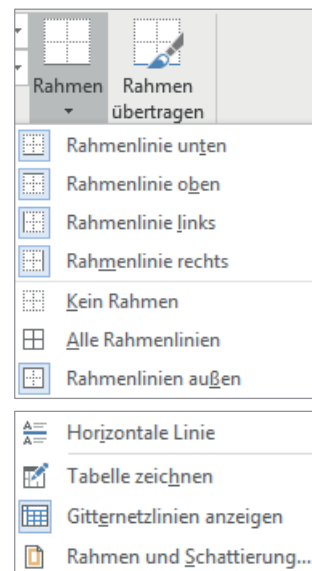 Rahmen Rahmen
übertragen
Rahmenlinie unten
Rahmenlinie oben
Rahmenlinie links
Rahmenlinie rechts
Kein Rahmen
Alle Rahmenlinien
Rahmenlinien außen
Horizontale Linie
Tabelle zeichnen
Gitternetzlinien anzeigen
Rahmen und Schattierung...